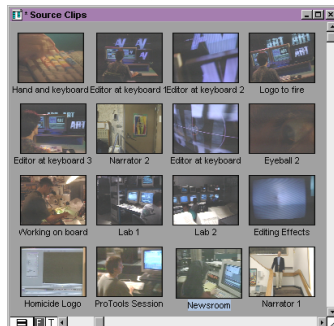 * Source Clips
Hand and keyboard Editor at keyboard 1 Editor at keyboard 2 Logo to fire
Editor at keyboard 3 Narrator 2 Editor at keyboard Eyeball 2
Working on board Lab 1 Lab 2 Editing Effects
Homicide Logo ProTools Session Newsroom Narrator 1
T